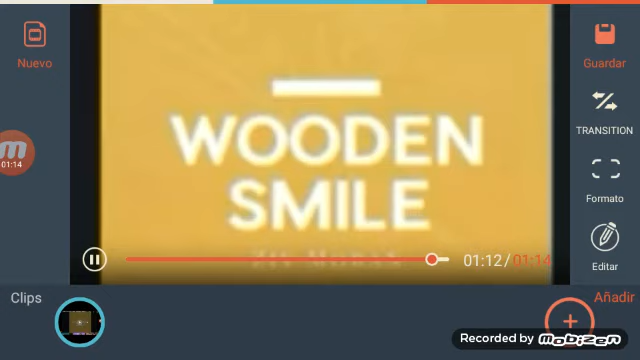 Nuevo
WOODEN
SMILE
Guardar
TRANSITION
Formato
Editar
01:14
01:12/01:14
Clips
Añadir
Recorded by mobizen